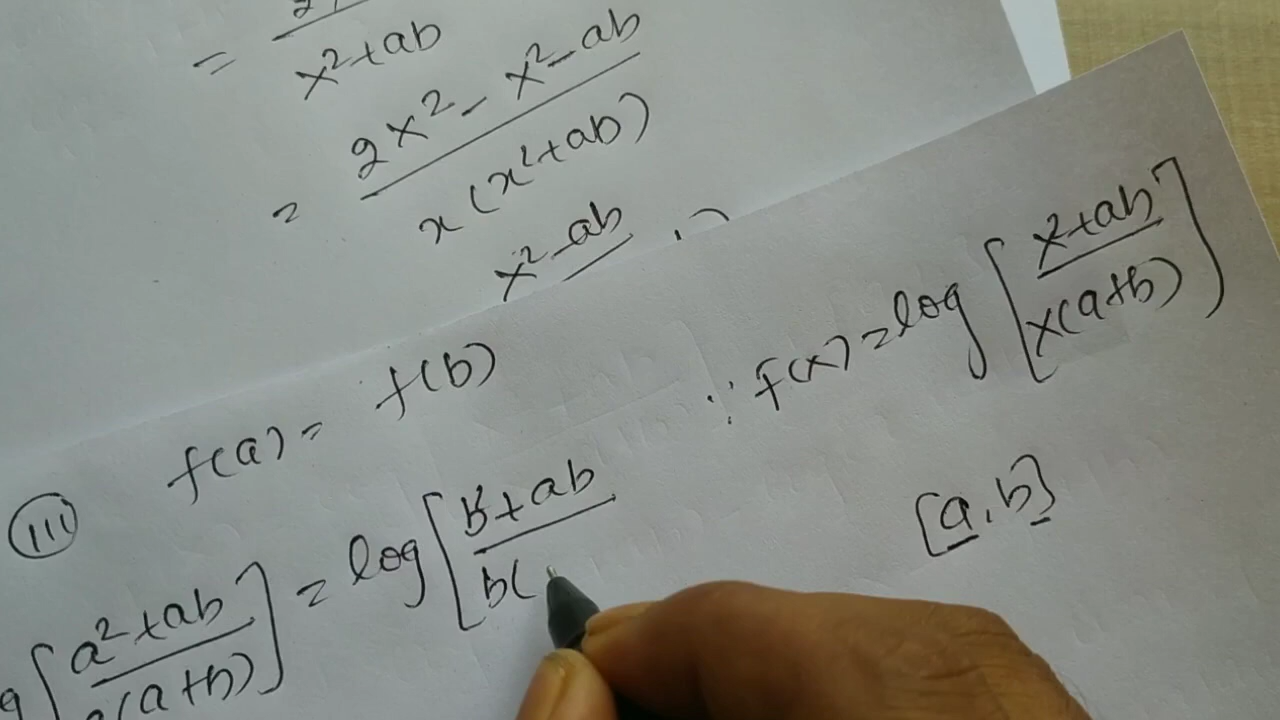 = x²+ab
= 2x² - x² - ab
x(x²+ab)
x² - ab
∵ f(x) = log [x²+ab
x(a+b)]
f(a) = f(b)
(III)
[a, b]
[a²+ab
(a+b)] = log [b²+ab
b(